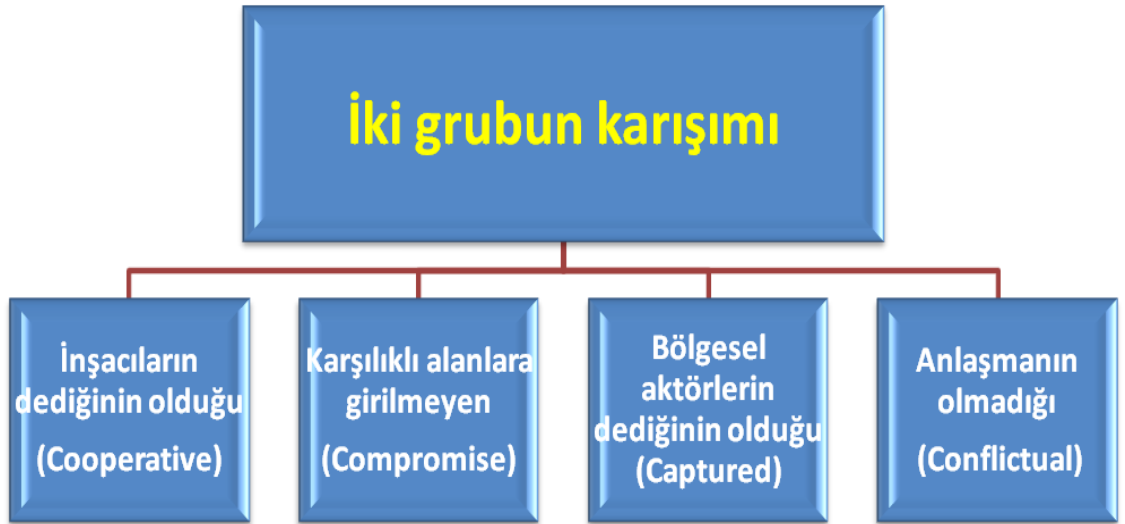 İki grubun karışımı
İnşacıların
dediğinin olduğu
(Cooperative)
Karşılıklı alanlara
girilmeyen
(Compromise)
Bölgesel
aktörlerin
dediğinin olduğu
(Captured)
Anlaşmanın
olmadığı
(Conflictual)